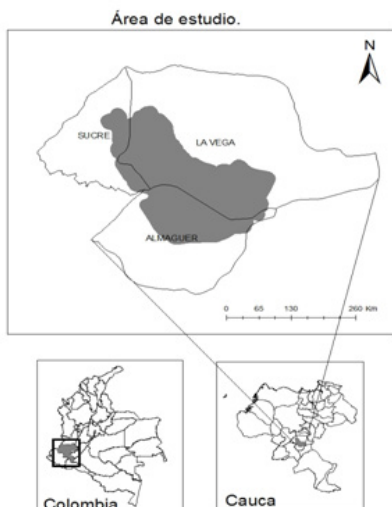 Área de estudio.
N
SUCRE
LA VEGA
ALMAGUER
0 65 130 260 Km
Colombia
Cauca